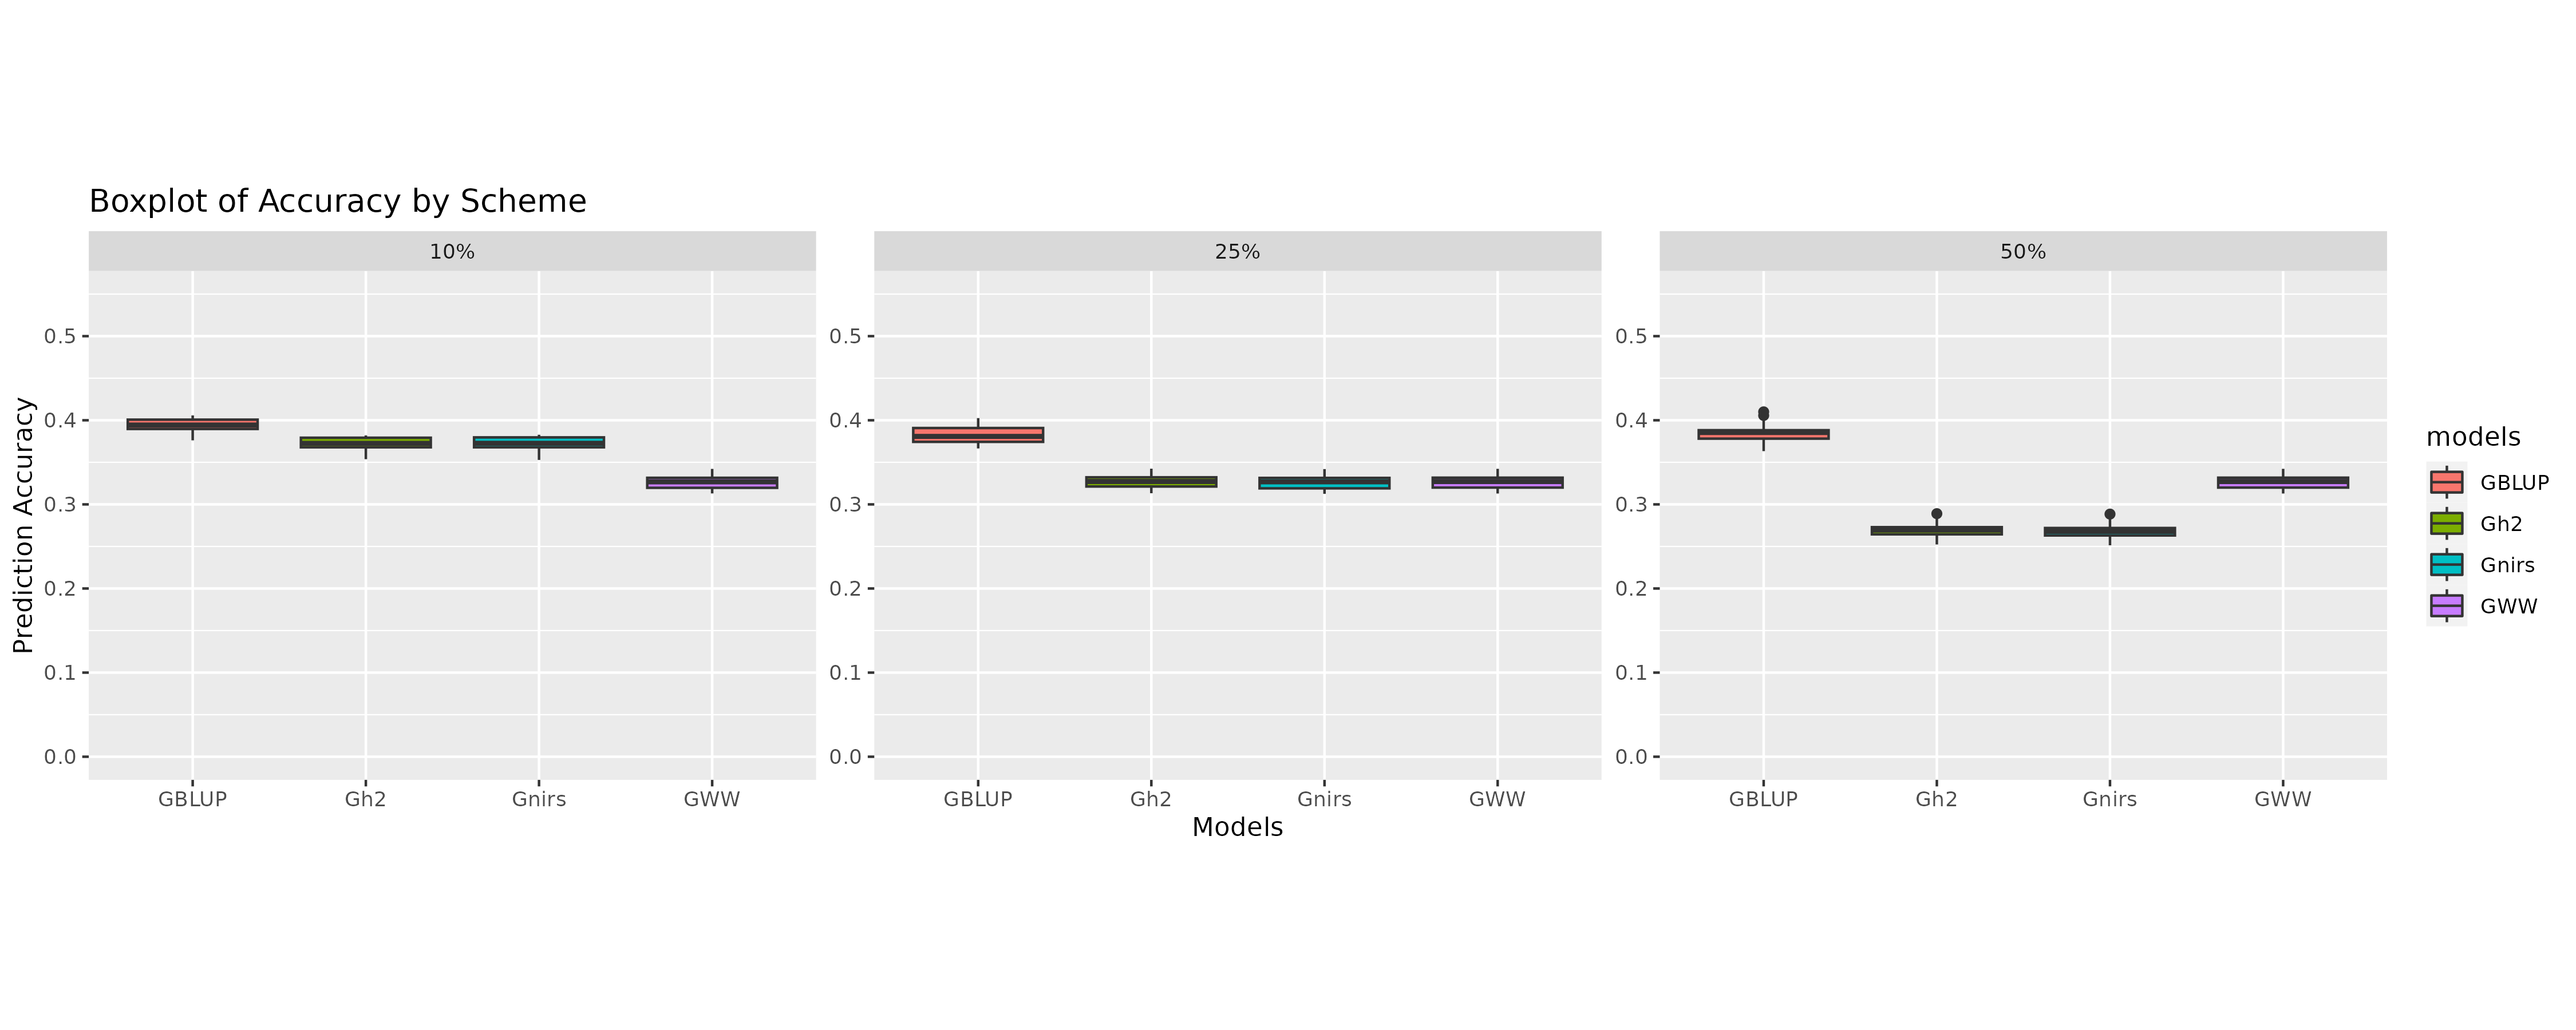 Boxplot of Accuracy by Scheme
10%
25%
50%
Prediction Accuracy
0.5
0.4
0.3
0.2
0.1
0.0
0.5
0.4
0.3
0.2
0.1
0.0
0.5
0.4
0.3
0.2
0.1
0.0
GBLUP Gh2 Gnirs GWW
GBLUP Gh2 Gnirs GWW
GBLUP Gh2 Gnirs GWW
Models
models
GBLUP
Gh2
Gnirs
GWW